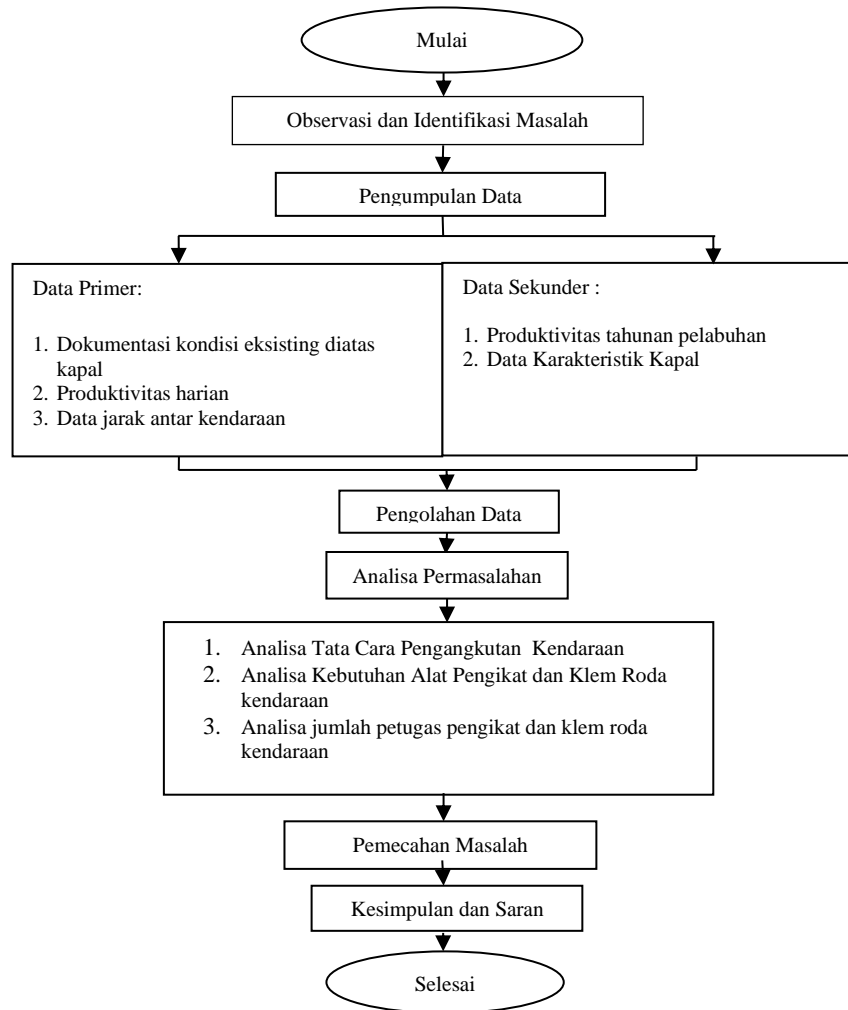 Mulai
Observasi dan Identifikasi Masalah
Pengumpulan Data
Data Primer:
1. Dokumentasi kondisi eksisting diatas
kapal
2. Produktivitas harian
3. Data jarak antar kendaraan
Data Sekunder :
1. Produktivitas tahunan pelabuhan
2. Data Karakteristik Kapal
Pengolahan Data
Analisa Permasalahan
1. Analisa Tata Cara Pengangkutan Kendaraan
2. Analisa Kebutuhan Alat Pengikat dan Klem Roda
kendaraan
3. Analisa jumlah petugas pengikat dan klem roda
kendaraan
Pemecahan Masalah
Kesimpulan dan Saran
Selesai